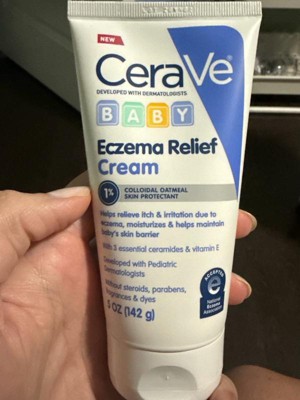 NEW
CeraVe
DEVELOPED WITH DERMATOLOGISTS
BABY
Eczema Relief
Cream
1% COLLOIDAL OATMEAL
SKIN PROTECTANT
Helps relieve itch & irritation due to
eczema, moisturizes & helps maintain
baby's skin barrier
With 3 essential ceramides & vitamin E
Developed with Pediatric
Dermatologists
Without steroids, parabens,
fragrances & dyes
5 OZ (142 g)
ACCEPTED
e
National
Eczema
Association